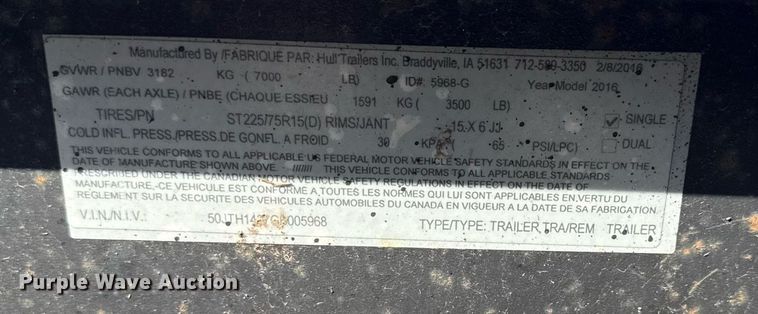 Manufactured By /FABRIQUE PAR: Hull Trailers Inc. Braddyville, IA 51631 712-589-3350 2/8/2016
GVWR / PNBV 3182 KG ( 7000 LB) ID#: 5968-G Year Model 2016
GAWR (EACH AXLE) / PNBE (CHAQUE ESSIEU 1591 KG ( 3500 LB)
TIRES/PN ST225/75R15(D) RIMS/JANT 15 X 6 JJ SINGLE
COLD INFL. PRESS./PRESS.DE GONFL. A FROID 30 KPA ( 65 PSI/LPC) DUAL
THIS VEHICLE CONFORMS TO ALL APPLICABLE US FEDERAL MOTOR VEHICLE SAFETY STANDARDS IN EFFECT ON THE
DATE OF MANUFACTURE SHOWN ABOVE /////// THIS VEHICLE CONFORMS TO ALL APPLICABLE STANDARDS
PRESCRIBED UNDER THE CANADIAN MOTOR VEHICLE SAFETY REGULATIONS IN EFFECT ON THE DATE OF
MANUFACTURE CE VEHICULE EST CONFORME A TOUTES LES NORMES QUI LUI SONT APPLICABLES EN.VERTU DU
REGLEMENT SUR LA SECURITE DES VEHICULES AUTOMOBILES DU CANADA EN VIGUEUR A LA DATE DE SA FABRICATION
V.I.N./N.I.V.: TYPE/TYPE: TRAILER,TRA/REM TRAILER
Purple Wave Auction